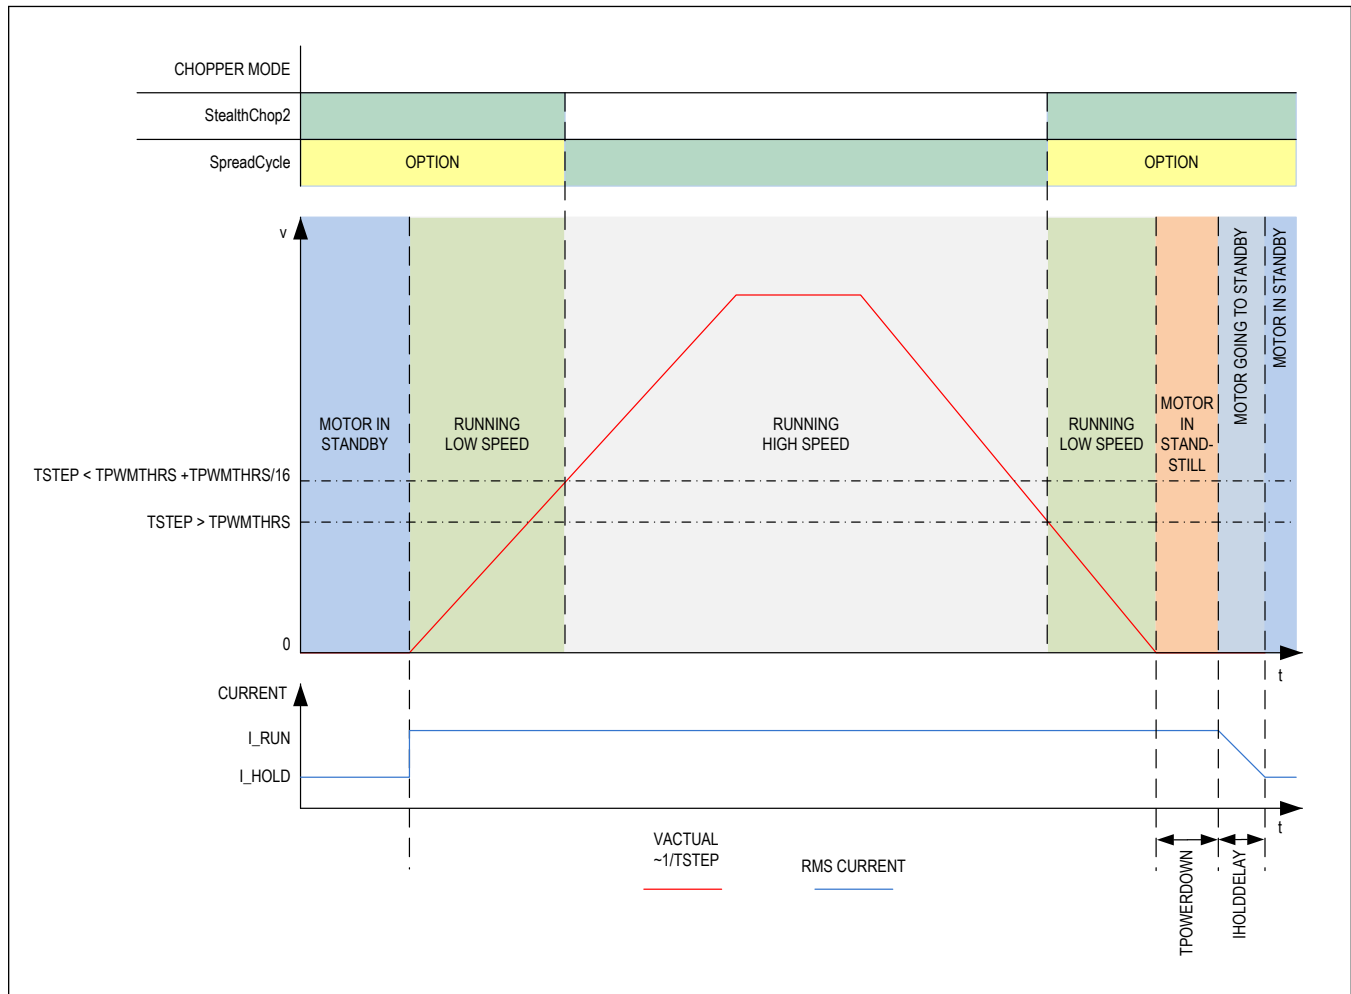 CHOPPER MODE
StealthChop2
SpreadCycle
OPTION
OPTION
v
MOTOR IN
STANDBY
RUNNING
LOW SPEED
RUNNING
HIGH SPEED
RUNNING
LOW SPEED
MOTOR
IN
STAND-
STILL
MOTOR GOING TO STANDBY
MOTOR IN STANDBY
TSTEP < TPWMTHRS +TPWMTHRS/16
TSTEP > TPWMTHRS
0
t
CURRENT
I_RUN
I_HOLD
t
VACTUAL
~1/TSTEP
RMS CURRENT
TPOWERDOWN
IHOLDDELAY